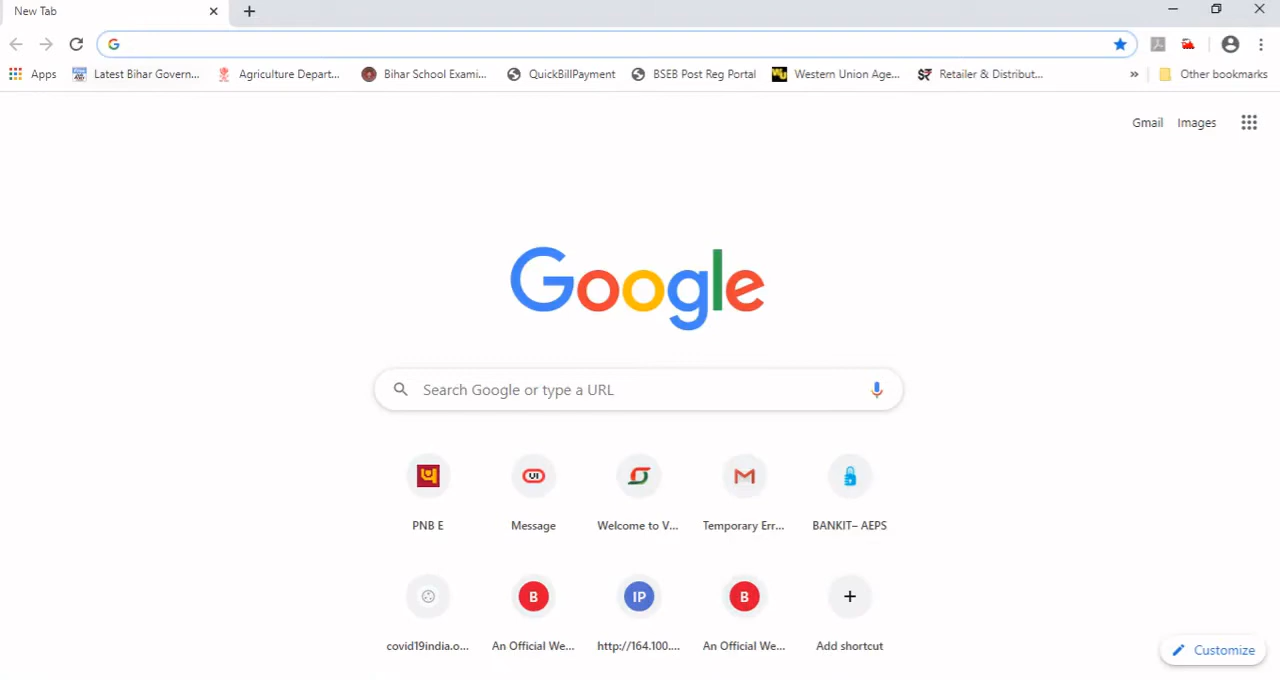 New Tab
Apps Latest Bihar Govern... Agriculture Depart... Bihar School Exami... QuickBillPayment BSEB Post Reg Portal Western Union Age... Retailer & Distribut... » Other bookmarks
Gmail Images
Google
Search Google or type a URL
PNB E Message Welcome to V... Temporary Err... BANKIT– AEPS
B IP B
covid19india.o... An Official We... http://164.100.... An Official We... Add shortcut
Customize